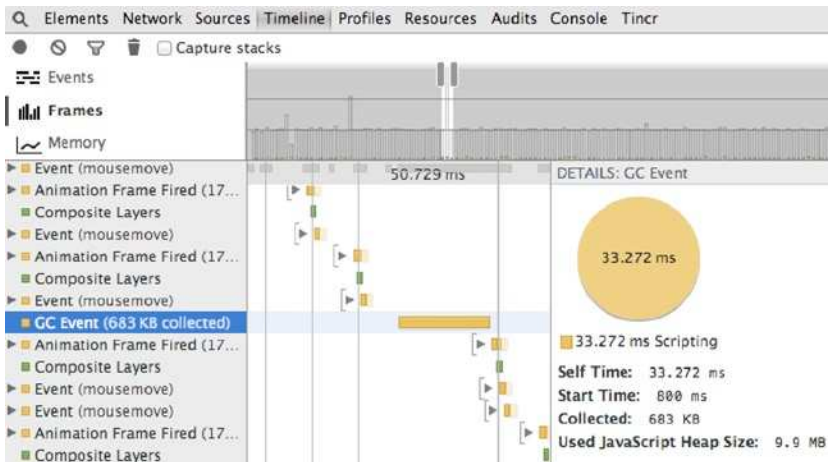 Elements Network Sources Timeline Profiles Resources Audits Console Tincr
Capture stacks
Events
Frames
Memory
Event (mousemove)
Animation Frame Fired (17...
Composite Layers
Event (mousemove)
Animation Frame Fired (17...
Composite Layers
Event (mousemove)
GC Event (683 KB collected)
Animation Frame Fired (17...
Composite Layers
Event (mousemove)
Event (mousemove)
Animation Frame Fired (17...
Composite Layers
50.729 ms
DETAILS: GC Event
33.272 ms
33.272 ms Scripting
Self Time: 33.272 ms
Start Time: 800 ms
Collected: 683 KB
Used JavaScript Heap Size: 9.9 MB